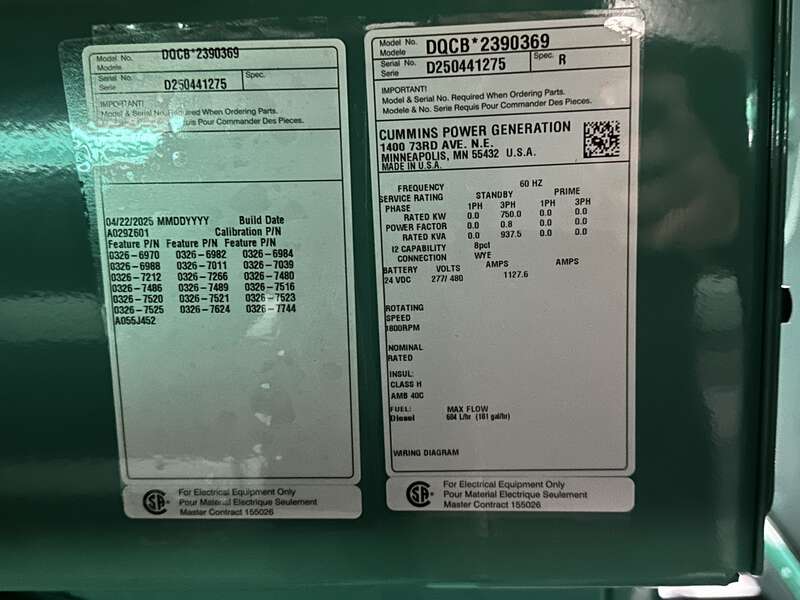 Model No. DQCB*2390369
Modele
Serial No. D250441275 Spec.
Serie
IMPORTANT!
Model & Serial No. Required When Ordering Parts.
Modele & No. Serie Requis Pour Commander Des Pieces.
04/22/2025 MMDDYYYY Build Date
A029Z601 Calibration P/N
Feature P/N Feature P/N Feature P/N
0326-6970 0326-6982 0326-6984
0326-6988 0326-7011 0326-7039
0326-7212 0326-7266 0326-7480
0326-7486 0326-7489 0326-7516
0326-7520 0326-7521 0326-7523
0326-7525 0326-7624 0326-7744
A055J452
For Electrical Equipment Only
Pour Material Electrique Seulement
Master Contract 155026
Model No. DQCB*2390369
Modele
Serial No. D250441275 Spec. R
Serie
IMPORTANT!
Model & Serial No. Required When Ordering Parts.
Modele & No. Serie Requis Pour Commander Des Pieces.
CUMMINS POWER GENERATION
1400 73RD AVE. N.E.
MINNEAPOLIS, MN 55432 U.S.A.
MADE IN U.S.A.
FREQUENCY 60 HZ
SERVICE RATING STANDBY PRIME
PHASE 1PH 3PH 1PH 3PH
RATED KW 0.0 750.0 0.0 0.0
POWER FACTOR 0.0 0.8 0.0 0.0
RATED KVA 0.0 937.5 0.0 0.0
I2 CAPABILITY 8pct
CONNECTION WYE
BATTERY VOLTS AMPS AMPS
24 VDC 277/ 480 1127.6
ROTATING
SPEED
1800RPM
NOMINAL
RATED
INSUL:
CLASS H
AMB 40C
FUEL: MAX FLOW
Diesel L/hr gal/hr)
WIRING DIAGRAM
For Electrical Equipment Only
Pour Material Electrique Seulement
Master Contract 155026